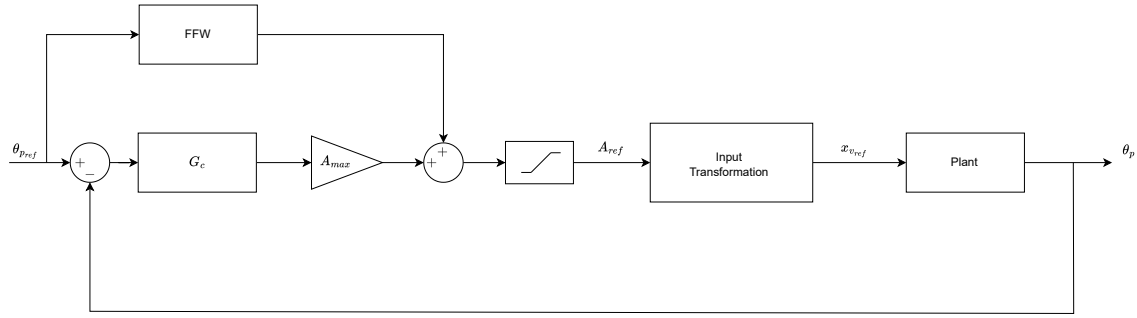 FFW
θ_{p_{ref}}
+
−
G_c
A_{max}
+
+
A_{ref}
Input
Transformation
x_{v_{ref}}
Plant
θ_p